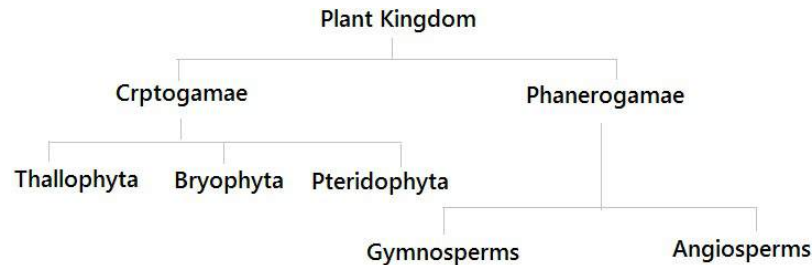 Plant Kingdom
Crptogamae Phanerogamae
Thallophyta Bryophyta Pteridophyta
Gymnosperms Angiosperms